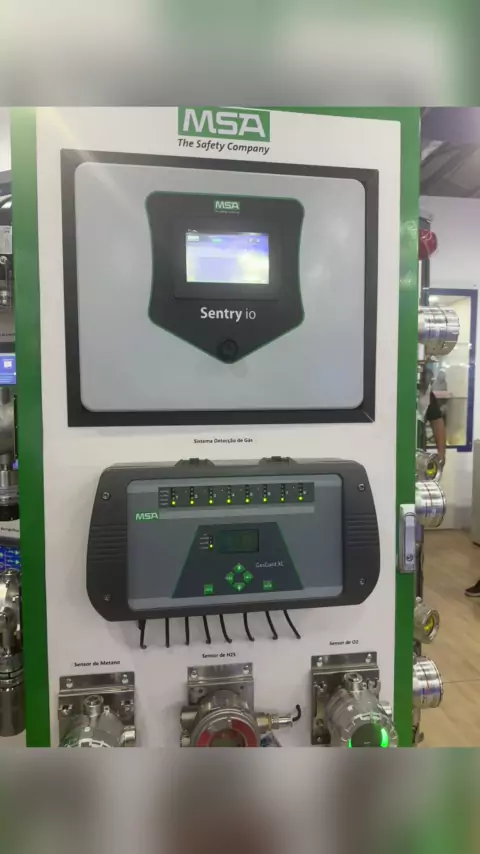 MSA
The Safety Company
MSA
Sentry io
Sistema Detecção de Gás
MSA
GasGard XL
Sensor de Metano
Sensor de H2S
Sensor de O2